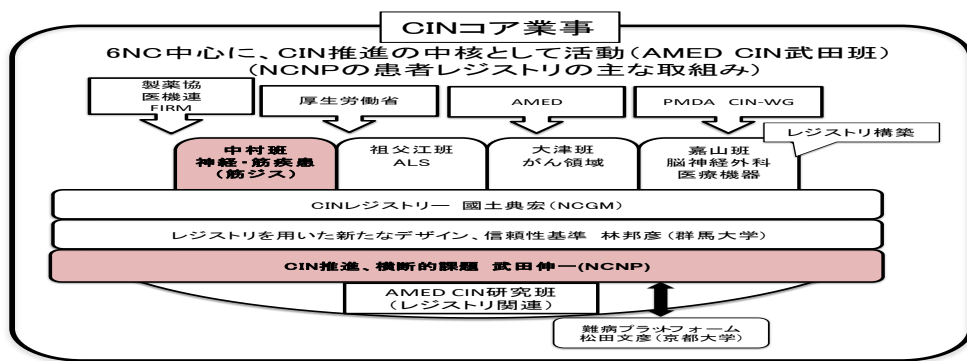 CINコア業事
6NC中心に、CIN推進の中核として活動(AMED CIN武田班)
(NCNPの患者レジストリの主な取組み)
製薬協
医機連
FIRM
厚生労働省
AMED
PMDA CIN-WG
レジストリ構築
中村班
神経・筋疾患
(筋ジス)
祖父江班
ALS
大津班
がん領域
嘉山班
脳神経外科
医療機器
CINレジストリー 國土典宏(NCGM)
レジストリを用いた新たなデザイン、信頼性基準 林邦彦(群馬大学)
CIN推進、横断的課題 武田伸一(NCNP)
AMED CIN研究班
(レジストリ関連)
難病プラットフォーム
松田文彦(京都大学)